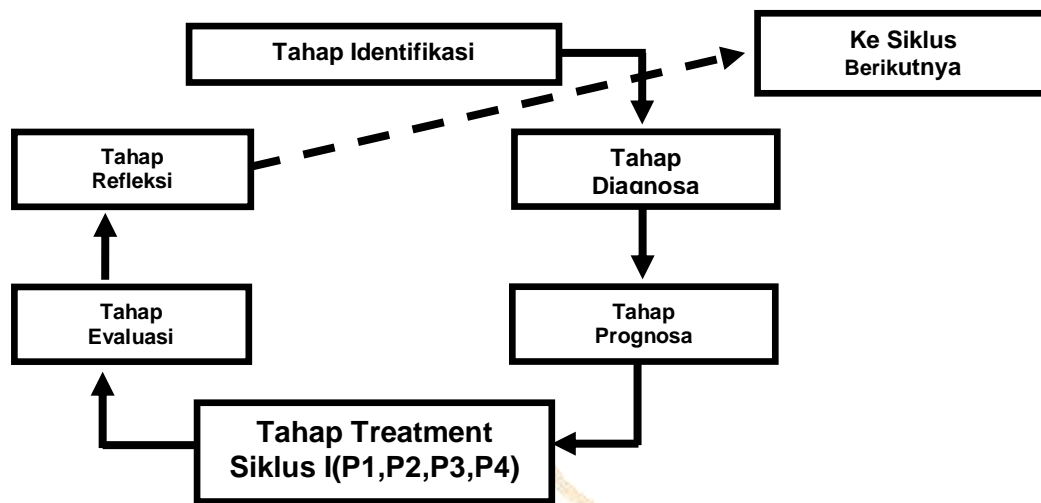 Tahap Identifikasi
Ke Siklus
Berikutnya
Tahap
Refleksi
Tahap
Diagnosa
Tahap
Evaluasi
Tahap
Prognosa
Tahap Treatment
Siklus I(P1,P2,P3,P4)